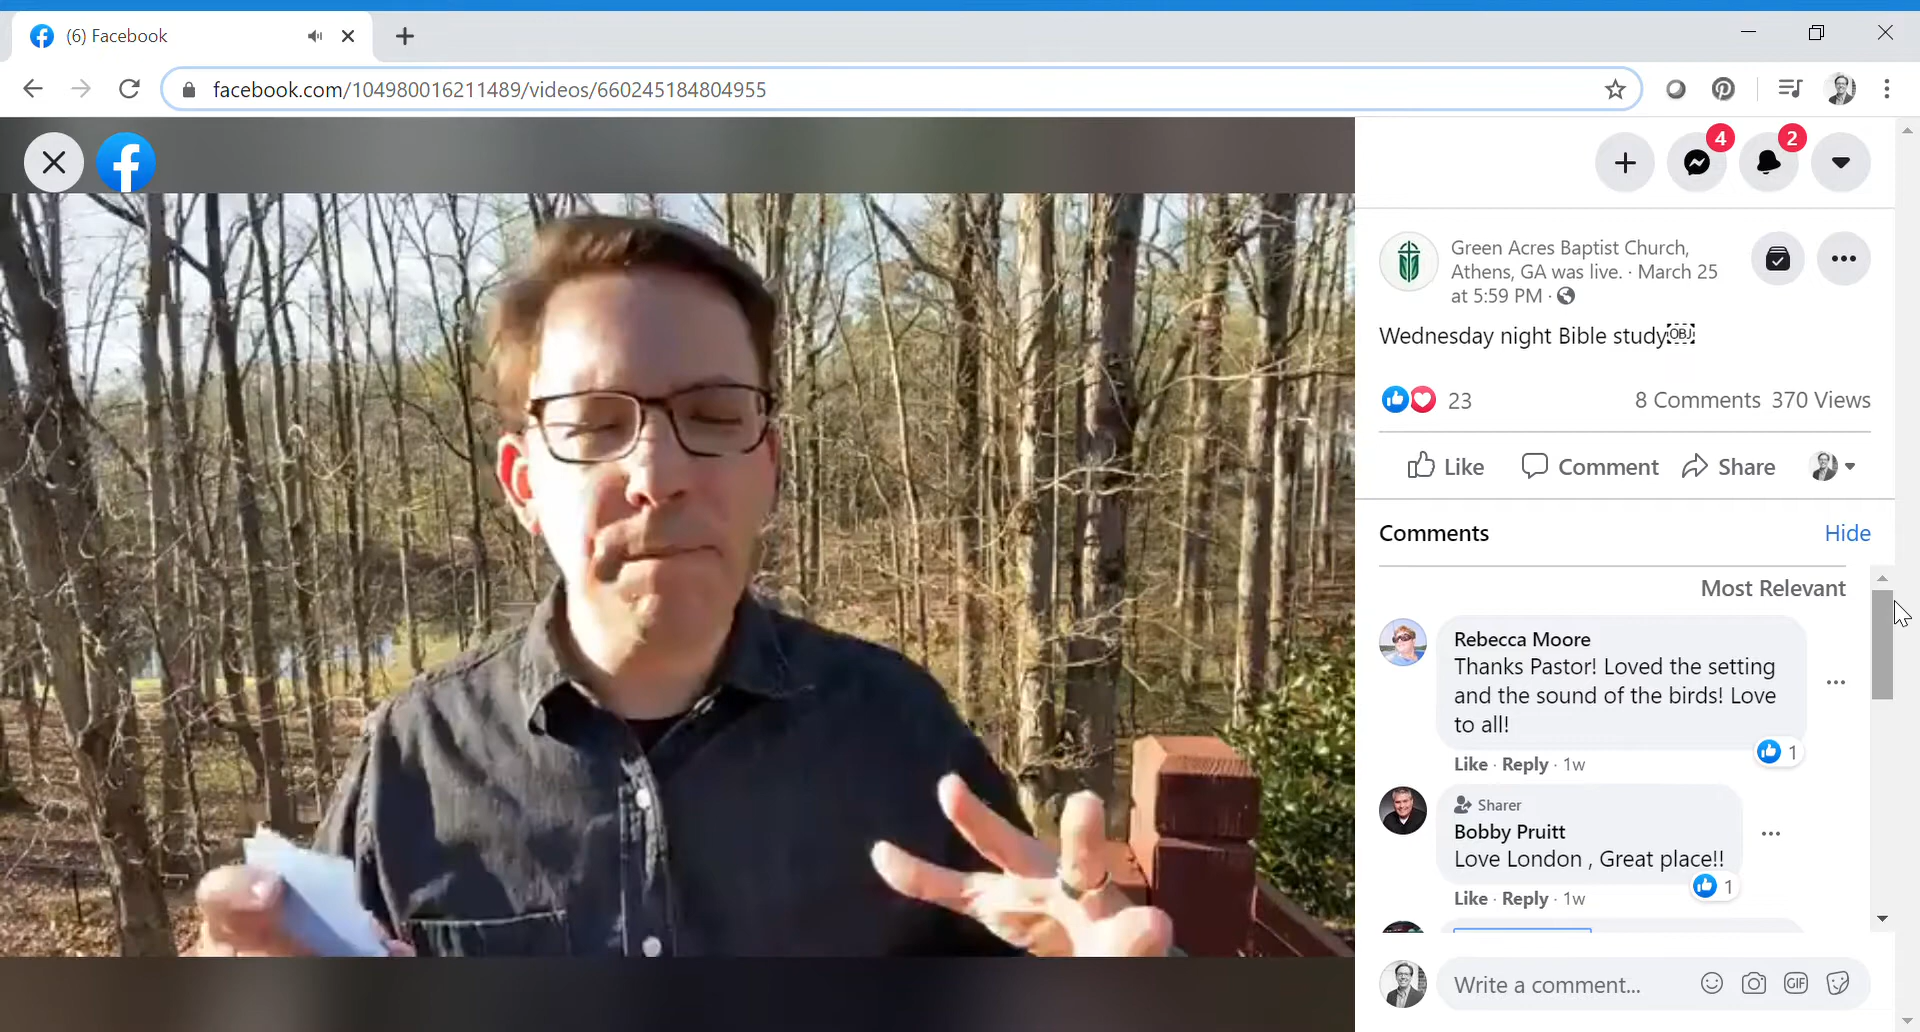 (6) Facebook
facebook.com/104980016211489/videos/660245184804955
4
2
Green Acres Baptist Church,
Athens, GA was live. · March 25
at 5:59 PM ·
Wednesday night Bible study￼
23
8 Comments 370 Views
Like
Comment
Share
Comments
Hide
Most Relevant
Rebecca Moore
Thanks Pastor! Loved the setting
and the sound of the birds! Love
to all!
1
Like · Reply · 1w
Sharer
Bobby Pruitt
Love London , Great place!!
1
Like · Reply · 1w
Write a comment...
GIF